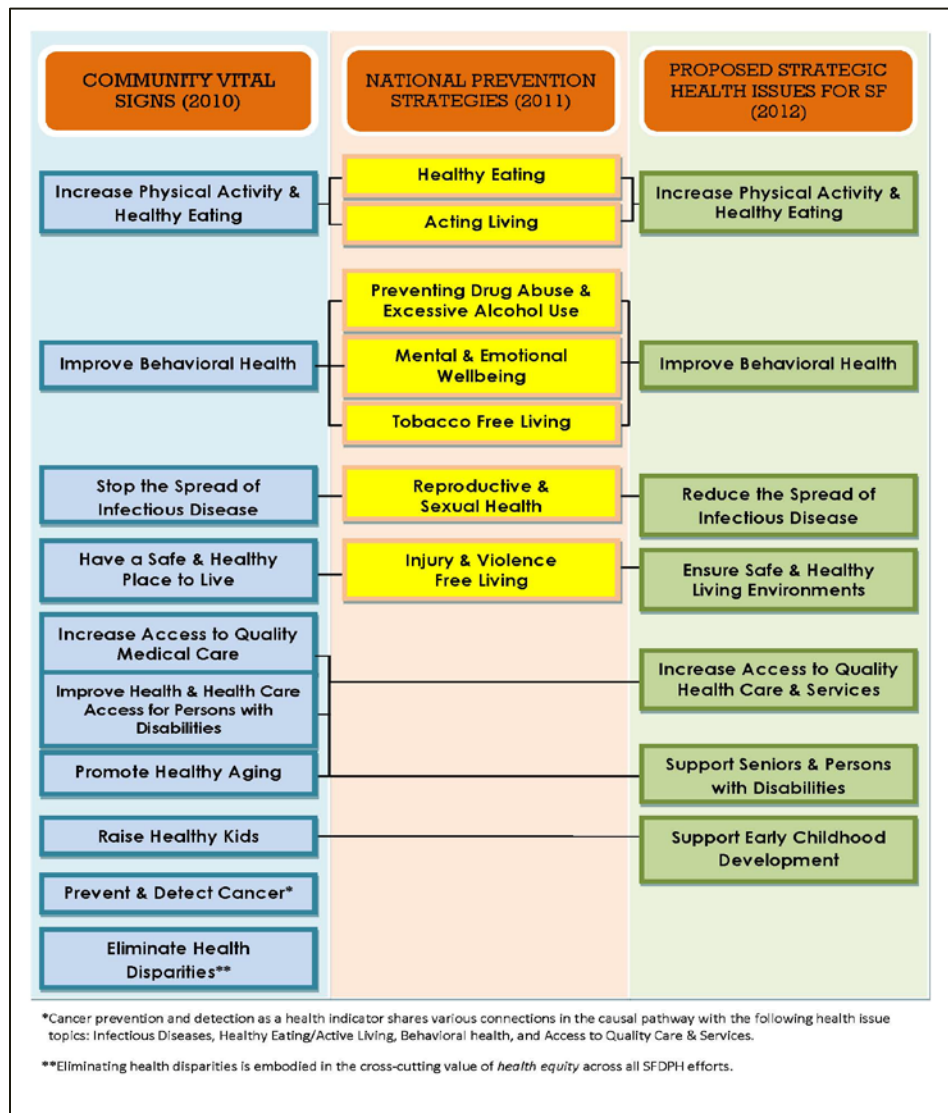 COMMUNITY VITAL
SIGNS (2010)
NATIONAL PREVENTION
STRATEGIES (2011)
PROPOSED STRATEGIC
HEALTH ISSUES FOR SF
(2012)
Increase Physical Activity &
Healthy Eating
Healthy Eating
Acting Living
Increase Physical Activity &
Healthy Eating
Improve Behavioral Health
Preventing Drug Abuse &
Excessive Alcohol Use
Mental & Emotional
Wellbeing
Tobacco Free Living
Improve Behavioral Health
Stop the Spread of
Infectious Disease
Reproductive &
Sexual Health
Reduce the Spread of
Infectious Disease
Have a Safe & Healthy
Place to Live
Injury & Violence
Free Living
Ensure Safe & Healthy
Living Environments
Increase Access to Quality
Medical Care
Improve Health & Health Care
Access for Persons with
Disabilities
Increase Access to Quality
Health Care & Services
Promote Healthy Aging
Support Seniors & Persons
with Disabilities
Raise Healthy Kids
Support Early Childhood
Development
Prevent & Detect Cancer*
Eliminate Health
Disparities**
*Cancer prevention and detection as a health indicator shares various connections in the causal pathway with the following health issue
topics: Infectious Diseases, Healthy Eating/Active Living, Behavioral health, and Access to Quality Care & Services.
**Eliminating health disparities is embodied in the cross-cutting value of health equity across all SFDPH efforts.